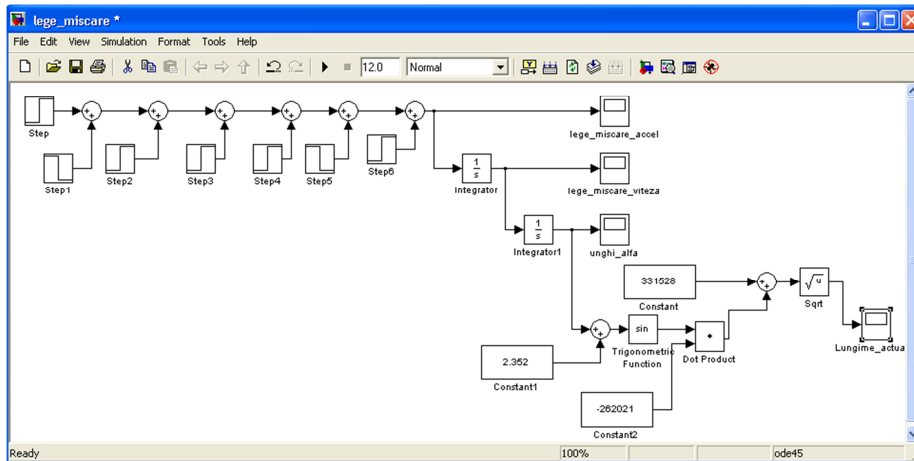 lege_miscare *
File Edit View Simulation Format Tools Help
12.0 Normal
Step
Step1
Step2
Step3
Step4
Step5
Step6
lege_miscare_accel
1
s
Integrator
lege_miscare_viteza
1
s
Integrator1
unghi_alfa
331528
Constant
√u
Sqrt
Lungime_actua
sin
Trigonometric
Function
Dot Product
2.352
Constant1
-262021
Constant2
Ready 100% ode45